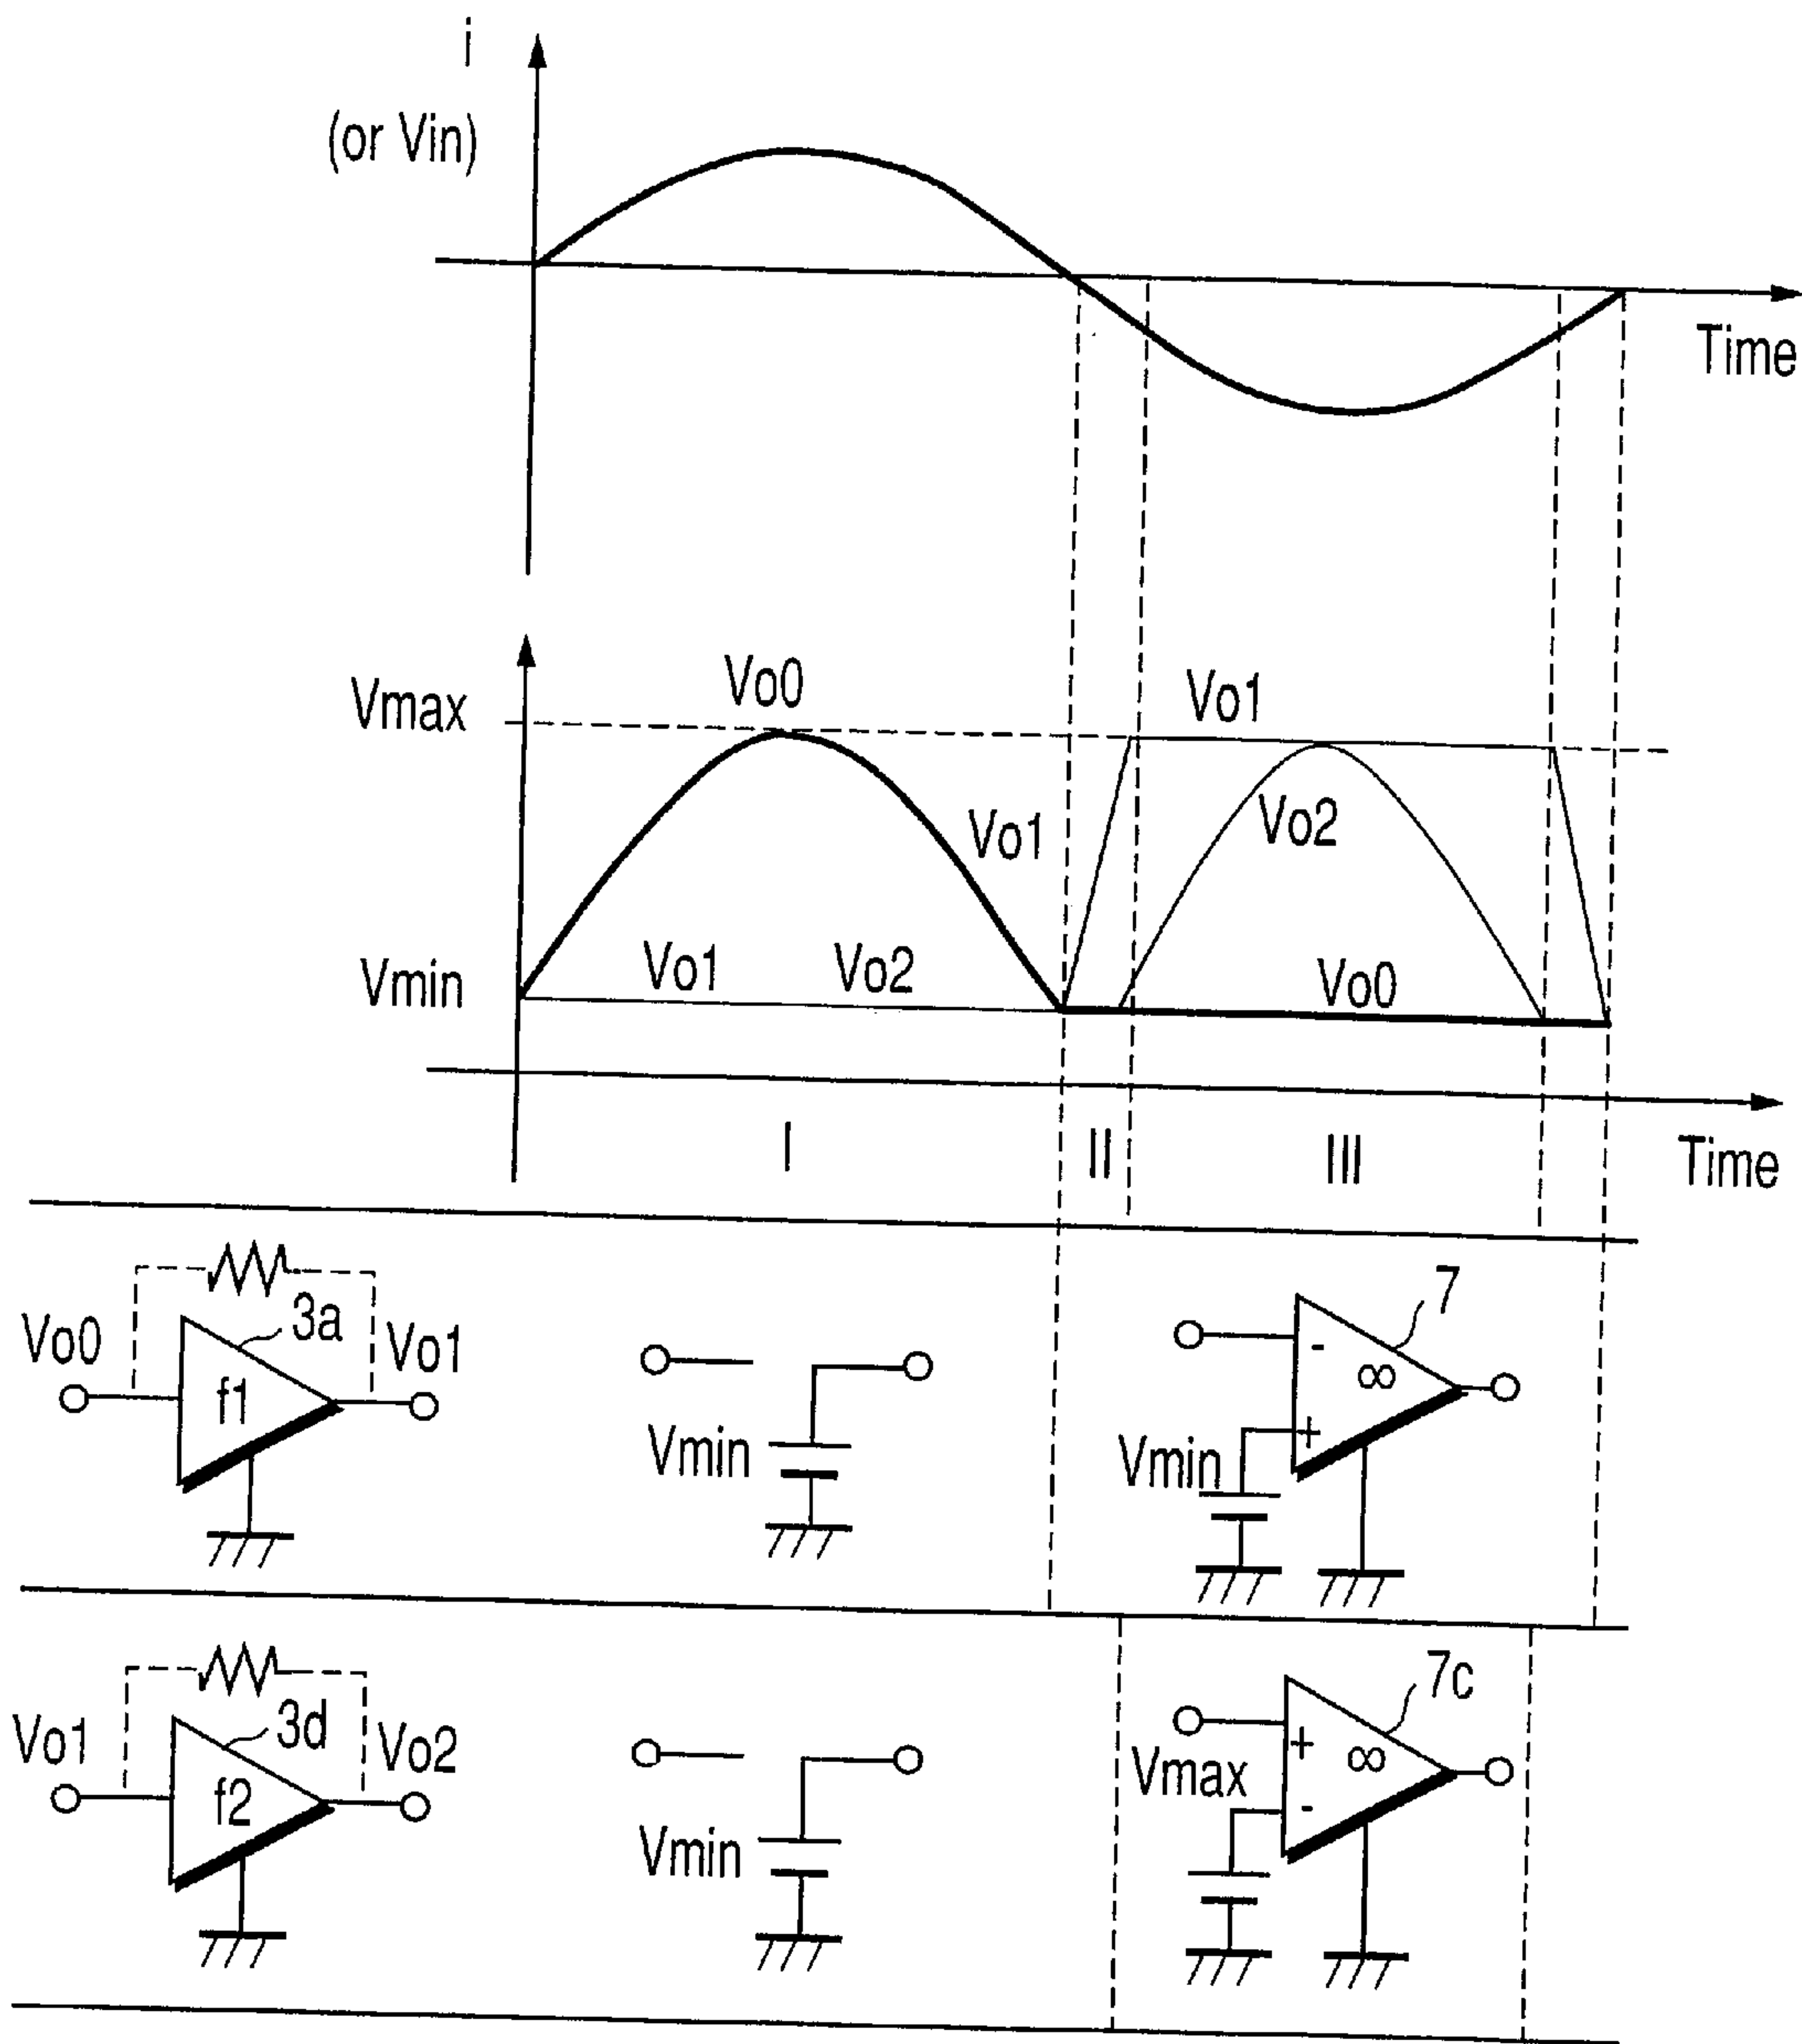 i
(or Vin)
Time
Vmax
Vo0
Vo1
Vo1
Vo2
Vmin
Vo1
Vo2
Vo0
I
II
III
Time
Vo0
3a
f1
Vo1
Vmin
7
-
∞
+
Vmin
Vo1
3d
f2
Vo2
Vmin
7c
+
∞
Vmax
-